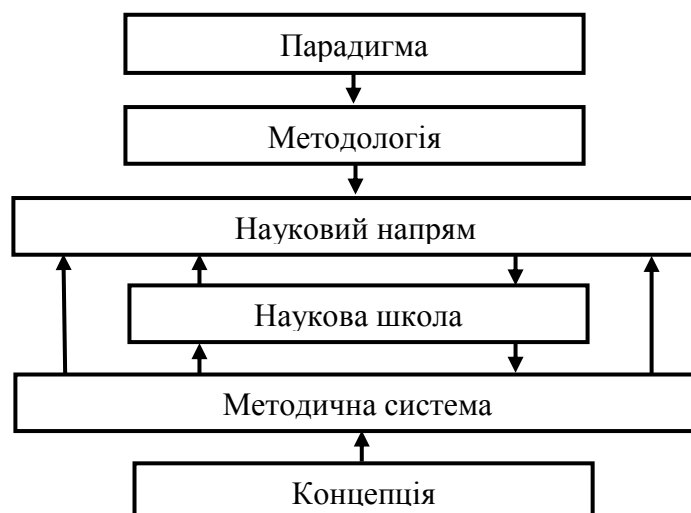 Парадигма
Методологія
Науковий напрям
Наукова школа
Методична система
Концепція